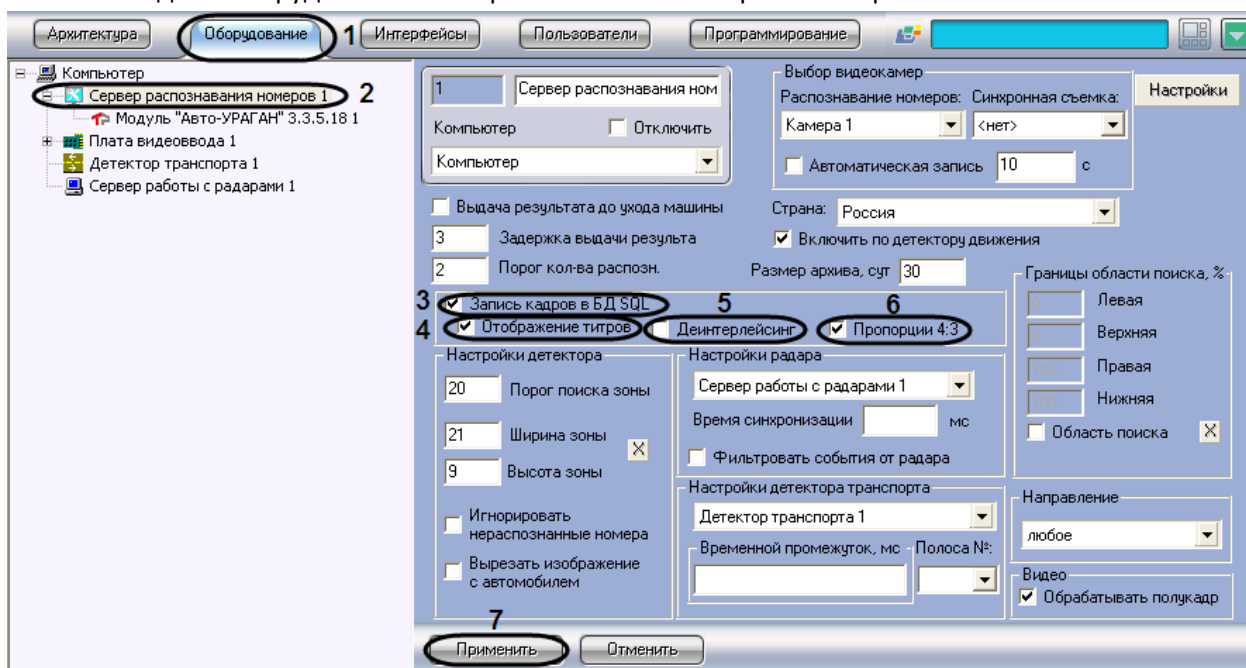 Архитектура Оборудование 1 Интерфейсы Пользователи Программирование
Компьютер
Сервер распознавания номеров 1 2
Модуль "Авто-УРАГАН" 3.3.5.18 1
Плата видеоввода 1
Детектор транспорта 1
Сервер работы с радарами 1
1 Сервер распознавания ном
Компьютер Отключить
Компьютер
Выбор видеокамер
Распознавание номеров: Синхронная съемка:
Камера 1 <нет>
Автоматическая запись 10 с
Настройки
Выдача результата до ухода машины
Страна: Россия
3 Задержка выдачи результа
Включить по детектору движения
2 Порог кол-ва распозн.
Размер архива, сут 30
3 Запись кадров в БД SQL 5 6
4 Отображение титров Деинтерлейсинг Пропорции 4:3
Границы области поиска, %
0 Левая
0 Верхняя
100 Правая
100 Нижняя
Область поиска X
Настройки детектора
20 Порог поиска зоны
21 Ширина зоны
X
9 Высота зоны
Игнорировать
нераспознанные номера
Вырезать изображение
с автомобилем
Настройки радара
Сервер работы с радарами 1
Время синхронизации мс
Фильтровать события от радара
Настройки детектора транспорта
Детектор транспорта 1
Временной промежуток, мс Полоса №:
Направление
любое
Видео
Обрабатывать полукадр
7
Применить Отменить